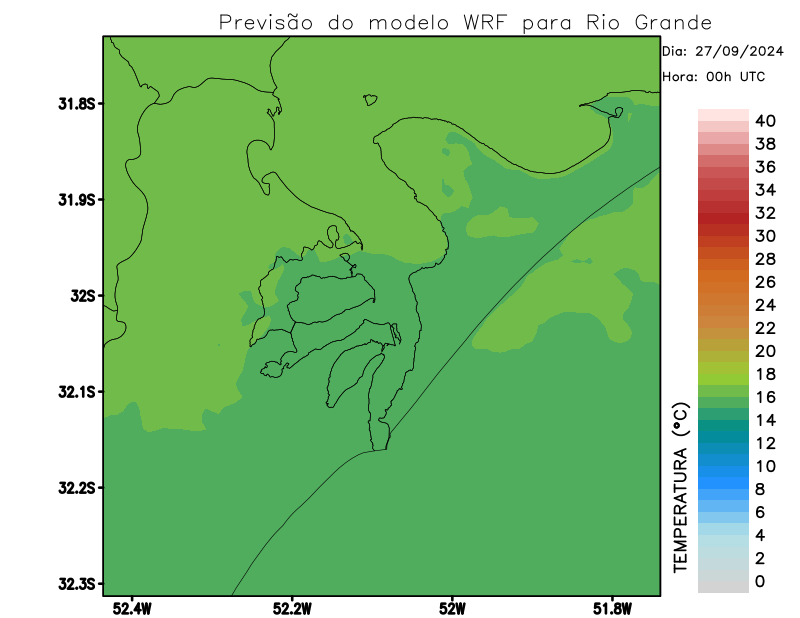 Previsão do modelo WRF para Rio Grande
Dia: 27/09/2024
Hora: 00h UTC
31.8S
31.9S
32S
32.1S
32.2S
32.3S
52.4W
52.2W
52W
51.8W
TEMPERATURA (°C)
40
38
36
34
32
30
28
26
24
22
20
18
16
14
12
10
8
6
4
2
0